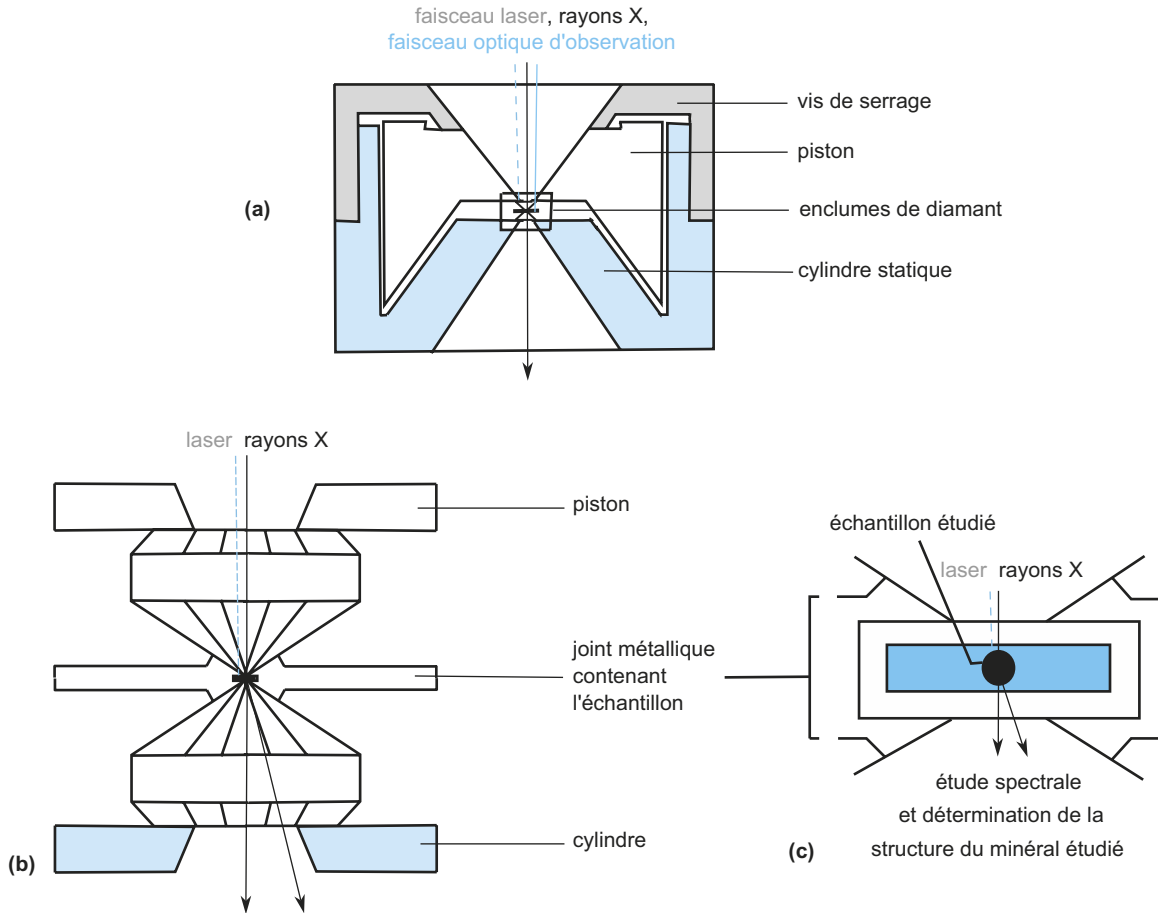 faisceau laser, rayons X,
faisceau optique d'observation
vis de serrage
piston
(a)
enclumes de diamant
cylindre statique
laser rayons X
piston
joint métallique
contenant
l'échantillon
cylindre
(b)
échantillon étudié
laser rayons X
étude spectrale
et détermination de la
structure du minéral étudié
(c)